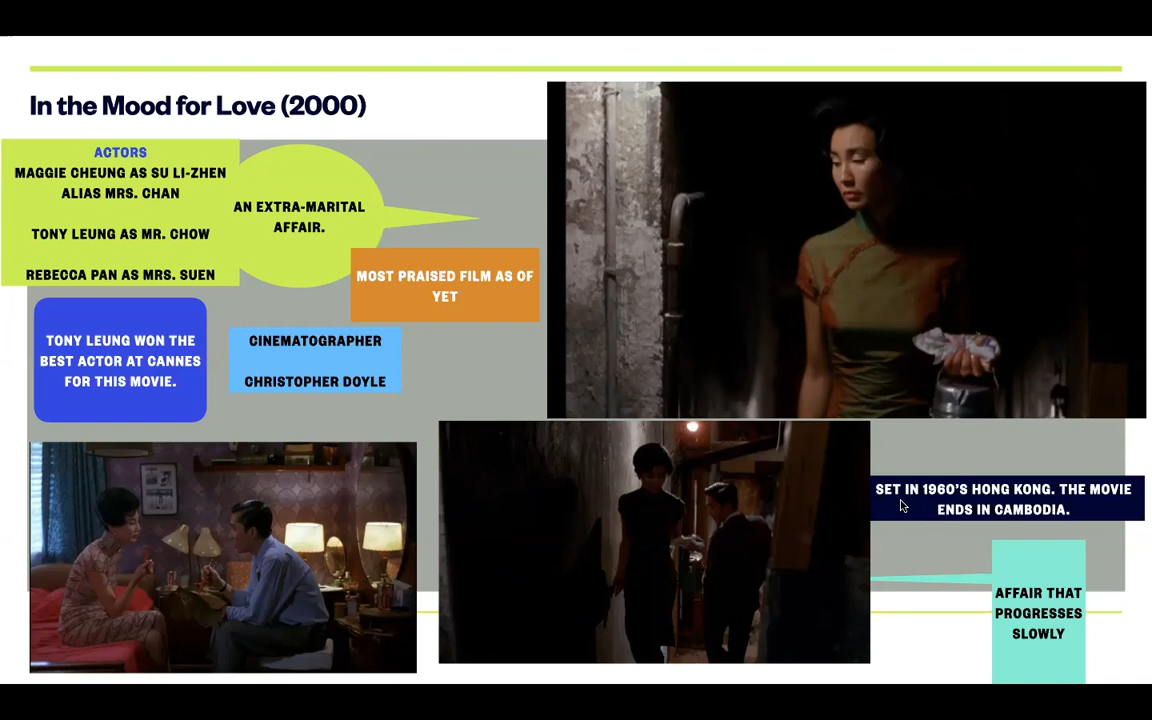 In the Mood for Love (2000)
ACTORS
MAGGIE CHEUNG AS SU LI-ZHEN
ALIAS MRS. CHAN
TONY LEUNG AS MR. CHOW
REBECCA PAN AS MRS. SUEN
AN EXTRA-MARITAL
AFFAIR.
MOST PRAISED FILM AS OF
YET
TONY LEUNG WON THE
BEST ACTOR AT CANNES
FOR THIS MOVIE.
CINEMATOGRAPHER
CHRISTOPHER DOYLE
SET IN 1960'S HONG KONG. THE MOVIE
ENDS IN CAMBODIA.
AFFAIR THAT
PROGRESSES
SLOWLY